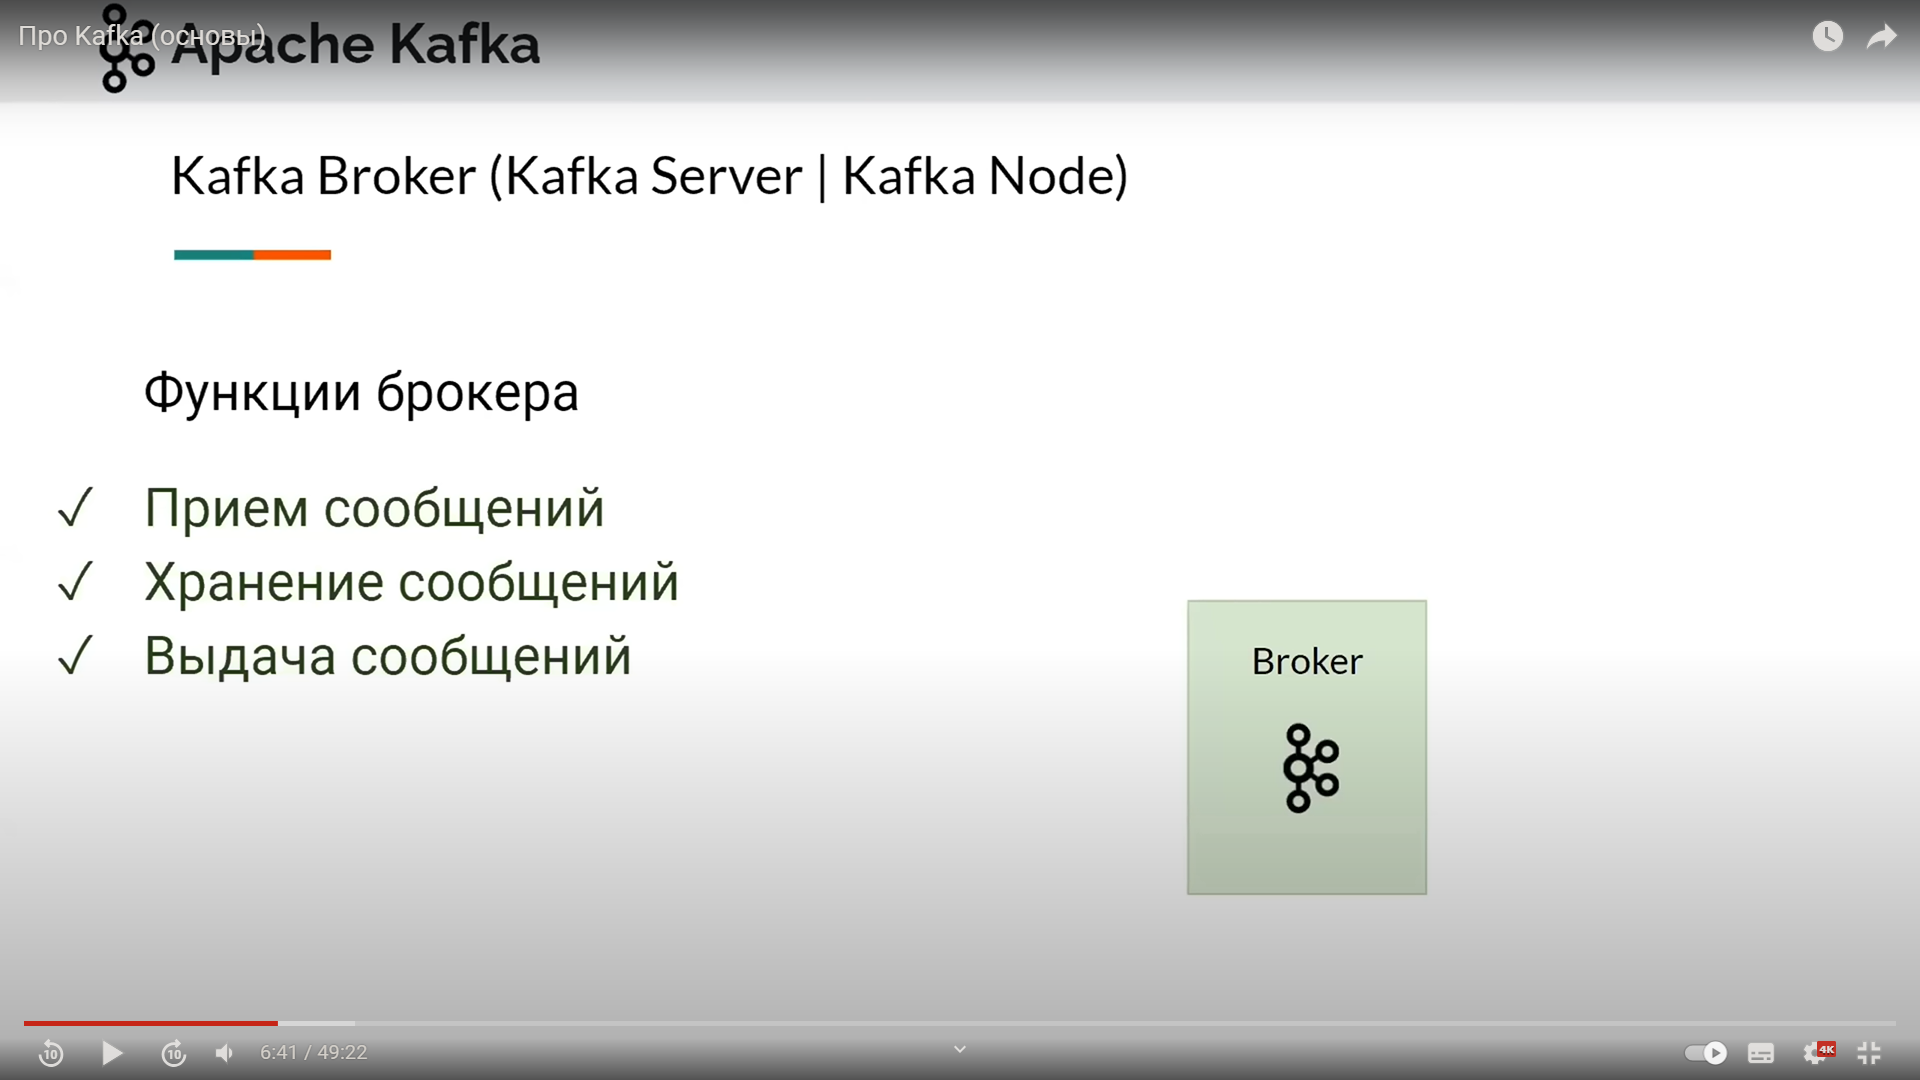 Про Kafka (основы)
Apache Kafka
Kafka Broker (Kafka Server | Kafka Node)
Функции брокера
✓ Прием сообщений
✓ Хранение сообщений
✓ Выдача сообщений
Broker
10
10
6:41 / 49:22
4K